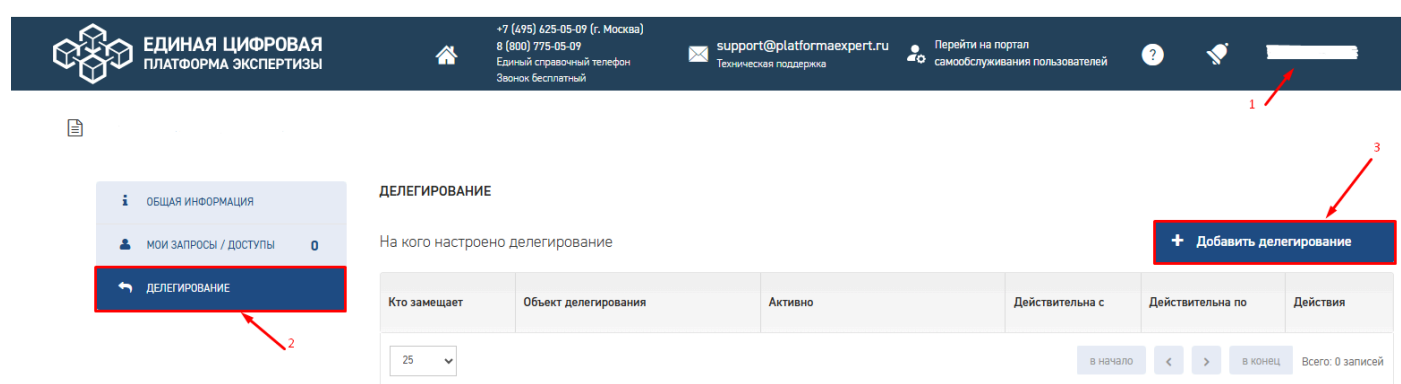 ЕДИНАЯ ЦИФРОВАЯ
ПЛАТФОРМА ЭКСПЕРТИЗЫ
+7 (495) 625-05-09 (г. Москва)
8 (800) 775-05-09
Единый справочный телефон
Звонок бесплатный
support@platformaexpert.ru
Техническая поддержка
Перейти на портал
самообслуживания пользователей
?
1
3
ОБЩАЯ ИНФОРМАЦИЯ
МОИ ЗАПРОСЫ / ДОСТУПЫ 0
ДЕЛЕГИРОВАНИЕ
2
ДЕЛЕГИРОВАНИЕ
На кого настроено делегирование
+ Добавить делегирование
Кто замещает Объект делегирования Активно Действительна с Действительна по Действия
25 в начало < > в конец Всего: 0 записей